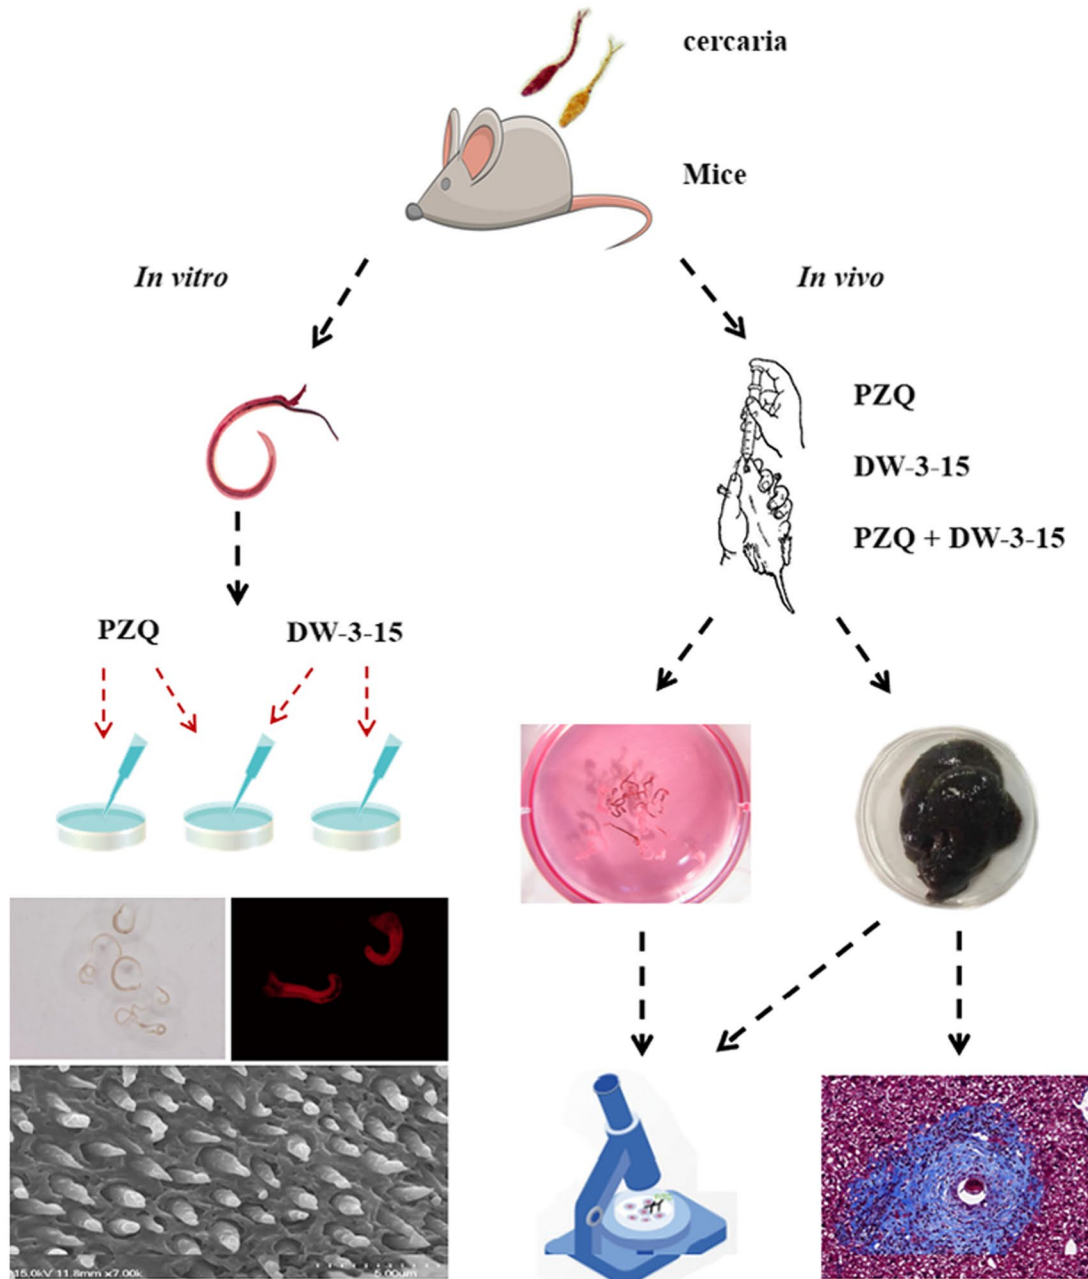 cercaria
Mice
In vitro
In vivo
PZQ
DW-3-15
PZQ + DW-3-15
PZQ
DW-3-15
15.0kV 11.8mm x7.00k
5.00um